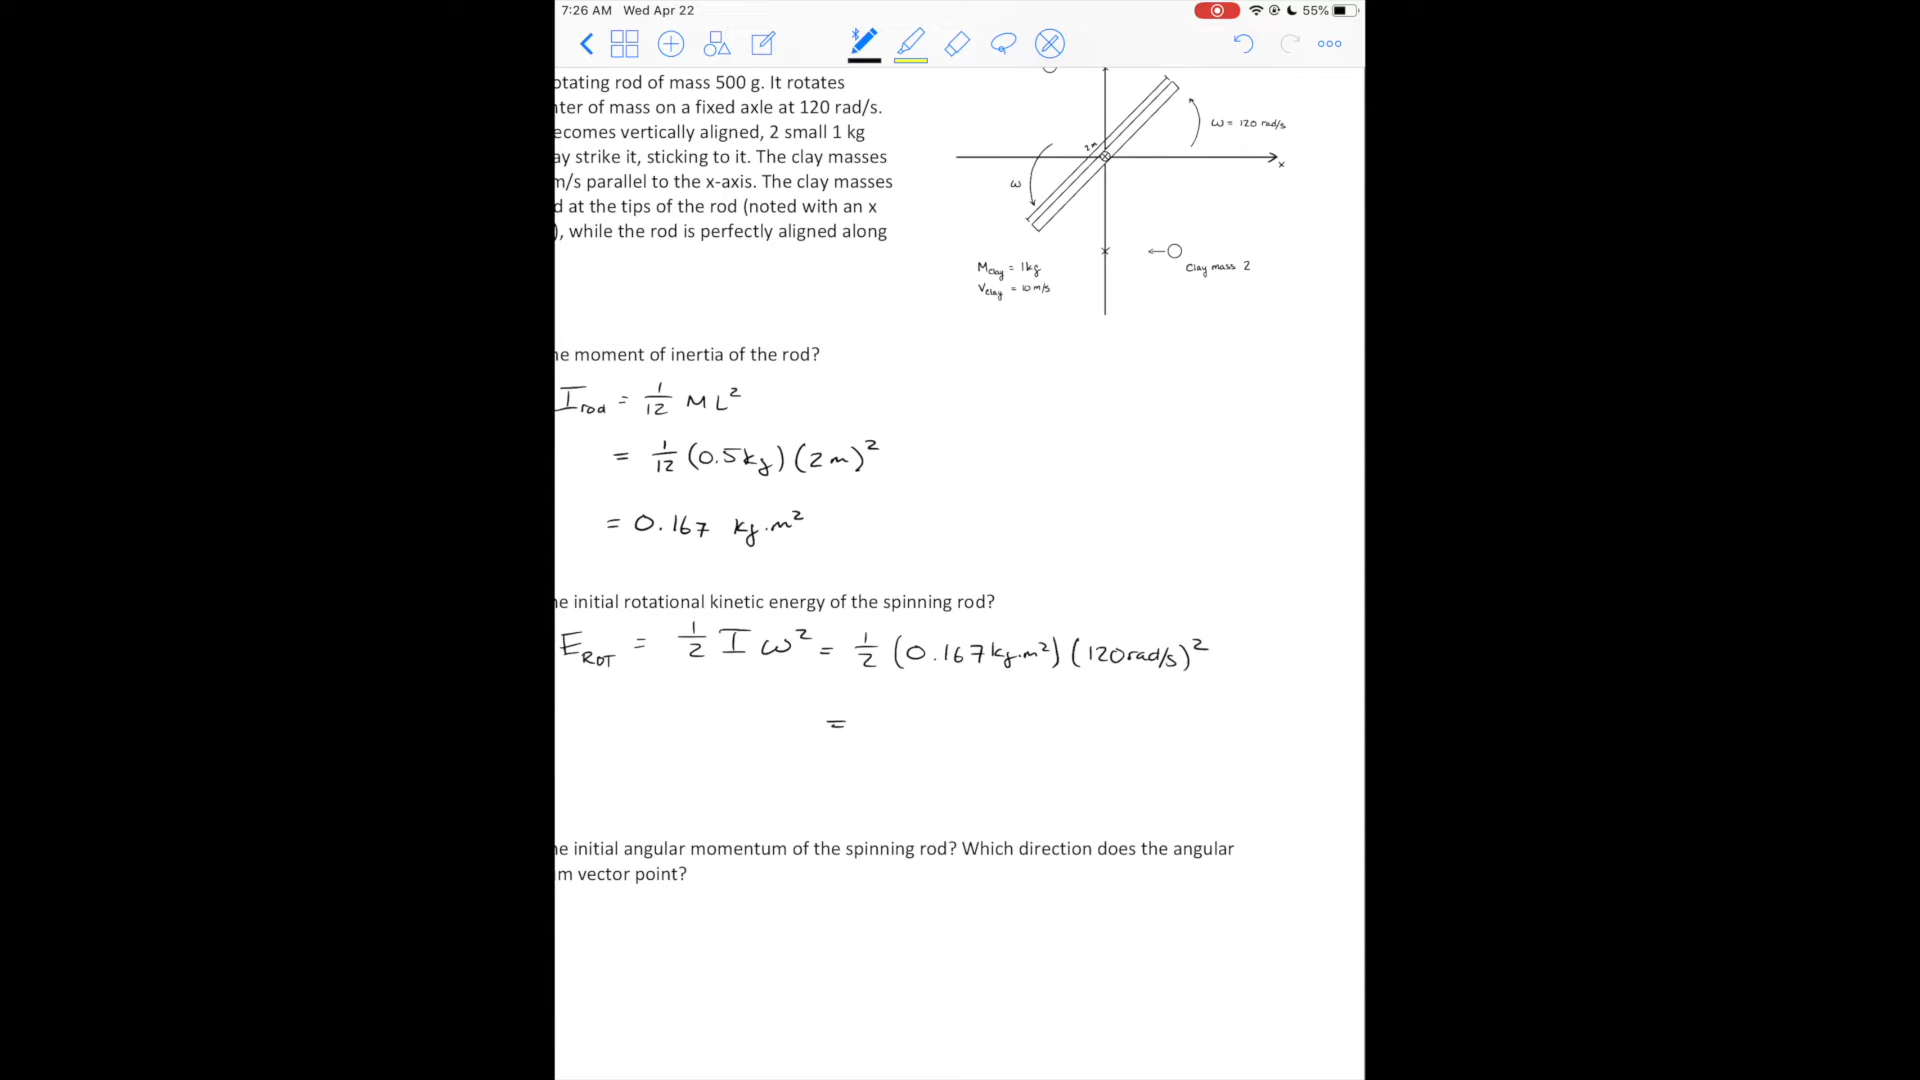 7:26 AM Wed Apr 22
55%
otating rod of mass 500 g. It rotates
nter of mass on a fixed axle at 120 rad/s.
ecomes vertically aligned, 2 small 1 kg
ay strike it, sticking to it. The clay masses
m/s parallel to the x-axis. The clay masses
d at the tips of the rod (noted with an x
), while the rod is perfectly aligned along
ω = 120 rad/s
2m
x
ω
x
Mclay = 1kg
Vclay = 10 m/s
Clay mass 2
he moment of inertia of the rod?
Irod = 1/12 M L²
= 1/12 (0.5kg) (2m)²
= 0.167 kg·m²
he initial rotational kinetic energy of the spinning rod?
EROT = 1/2 I ω² = 1/2 (0.167kg·m²) (120rad/s)²
=
he initial angular momentum of the spinning rod? Which direction does the angular
m vector point?